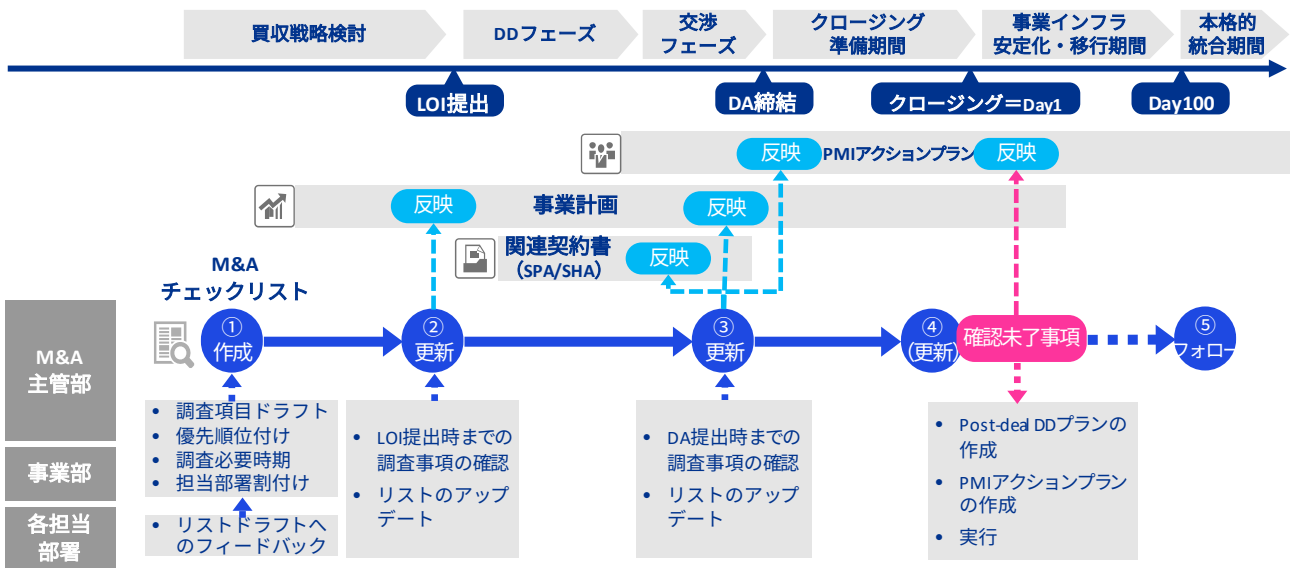 買収戦略検討
DDフェーズ
交渉
フェーズ
クロージング
準備期間
事業インフラ
安定化・移行期間
本格的
統合期間
LOI提出
DA締結
クロージング＝Day1
Day100
反映
PMIアクションプラン
反映
反映
事業計画
反映
関連契約書
（SPA/SHA）
反映
M&A
チェックリスト
M&A
主管部
事業部
各担当
部署
①
作成
②
更新
③
更新
④
(更新)
確認未了事項
⑤
フォロー
• 調査項目ドラフト
• 優先順位付け
• 調査必要時期
• 担当部署割付け
• リストドラフトへ
のフィードバック
• LOI提出時までの
調査事項の確認
• リストのアップ
デート
• DA提出時までの
調査事項の確認
• リストのアップ
デート
• Post-deal DDプランの
作成
• PMIアクションプラン
の作成
• 実行